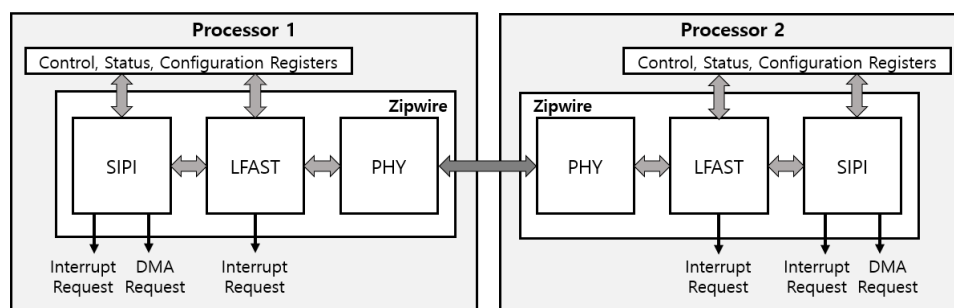 Processor 1
Control, Status, Configuration Registers
Zipwire
SIPI
LFAST
PHY
Interrupt
Request
DMA
Request
Interrupt
Request
Processor 2
Control, Status, Configuration Registers
Zipwire
PHY
LFAST
SIPI
Interrupt
Request
Interrupt
Request
DMA
Request